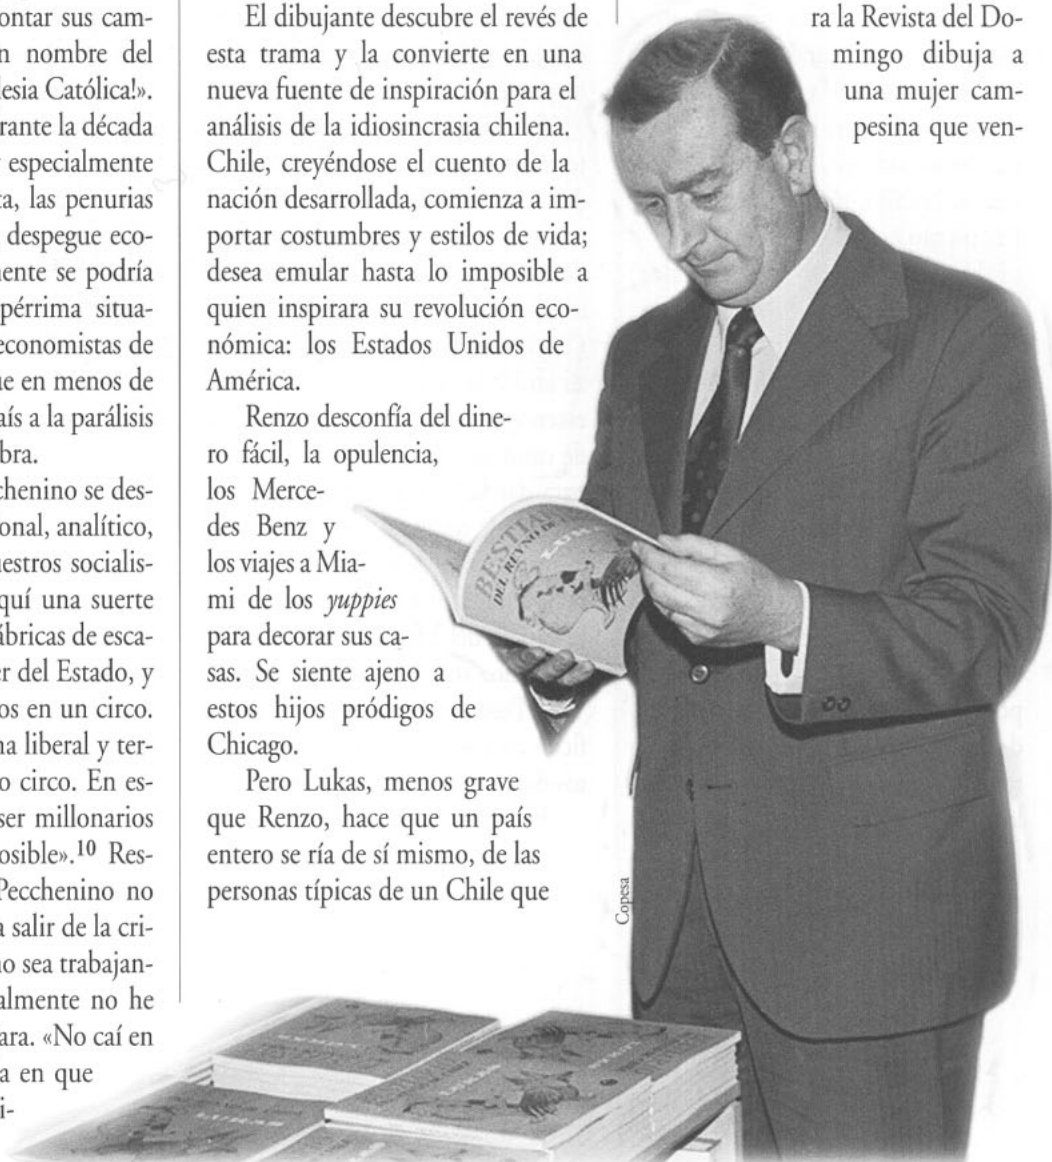 ontar sus cam-
n nombre del
lesia Católica!».
rante la década
especialmente
ta, las penurias
despegue eco-
mente se podría
pérrima situa-
economistas de
ue en menos de
aís a la parálisis
bra.
chenino se des-
onal, analítico,
uestros socialis-
quí una suerte
ábricas de esca-
er del Estado, y
os en un circo.
na liberal y ter-
o circo. En es-
ser millonarios
osible».10 Res-
Pecchenino no
a salir de la cri-
no sea trabajan-
almente no he
ara. «No caí en
a en que
i-
El dibujante descubre el revés de
esta trama y la convierte en una
nueva fuente de inspiración para el
análisis de la idiosincrasia chilena.
Chile, creyéndose el cuento de la
nación desarrollada, comienza a im-
portar costumbres y estilos de vida;
desea emular hasta lo imposible a
quien inspirara su revolución eco-
nómica: los Estados Unidos de
América.
Renzo desconfía del dine-
ro fácil, la opulencia,
los Merce-
des Benz y
los viajes a Mia-
mi de los yuppies
para decorar sus ca-
sas. Se siente ajeno a
estos hijos pródigos de
Chicago.
Pero Lukas, menos grave
que Renzo, hace que un país
entero se ría de sí mismo, de las
personas típicas de un Chile que
ra la Revista del Do-
mingo dibuja a
una mujer cam-
pesina que ven-
BESTIA
DEL REYNO DE
LUKAS
Copesa
LUKAS